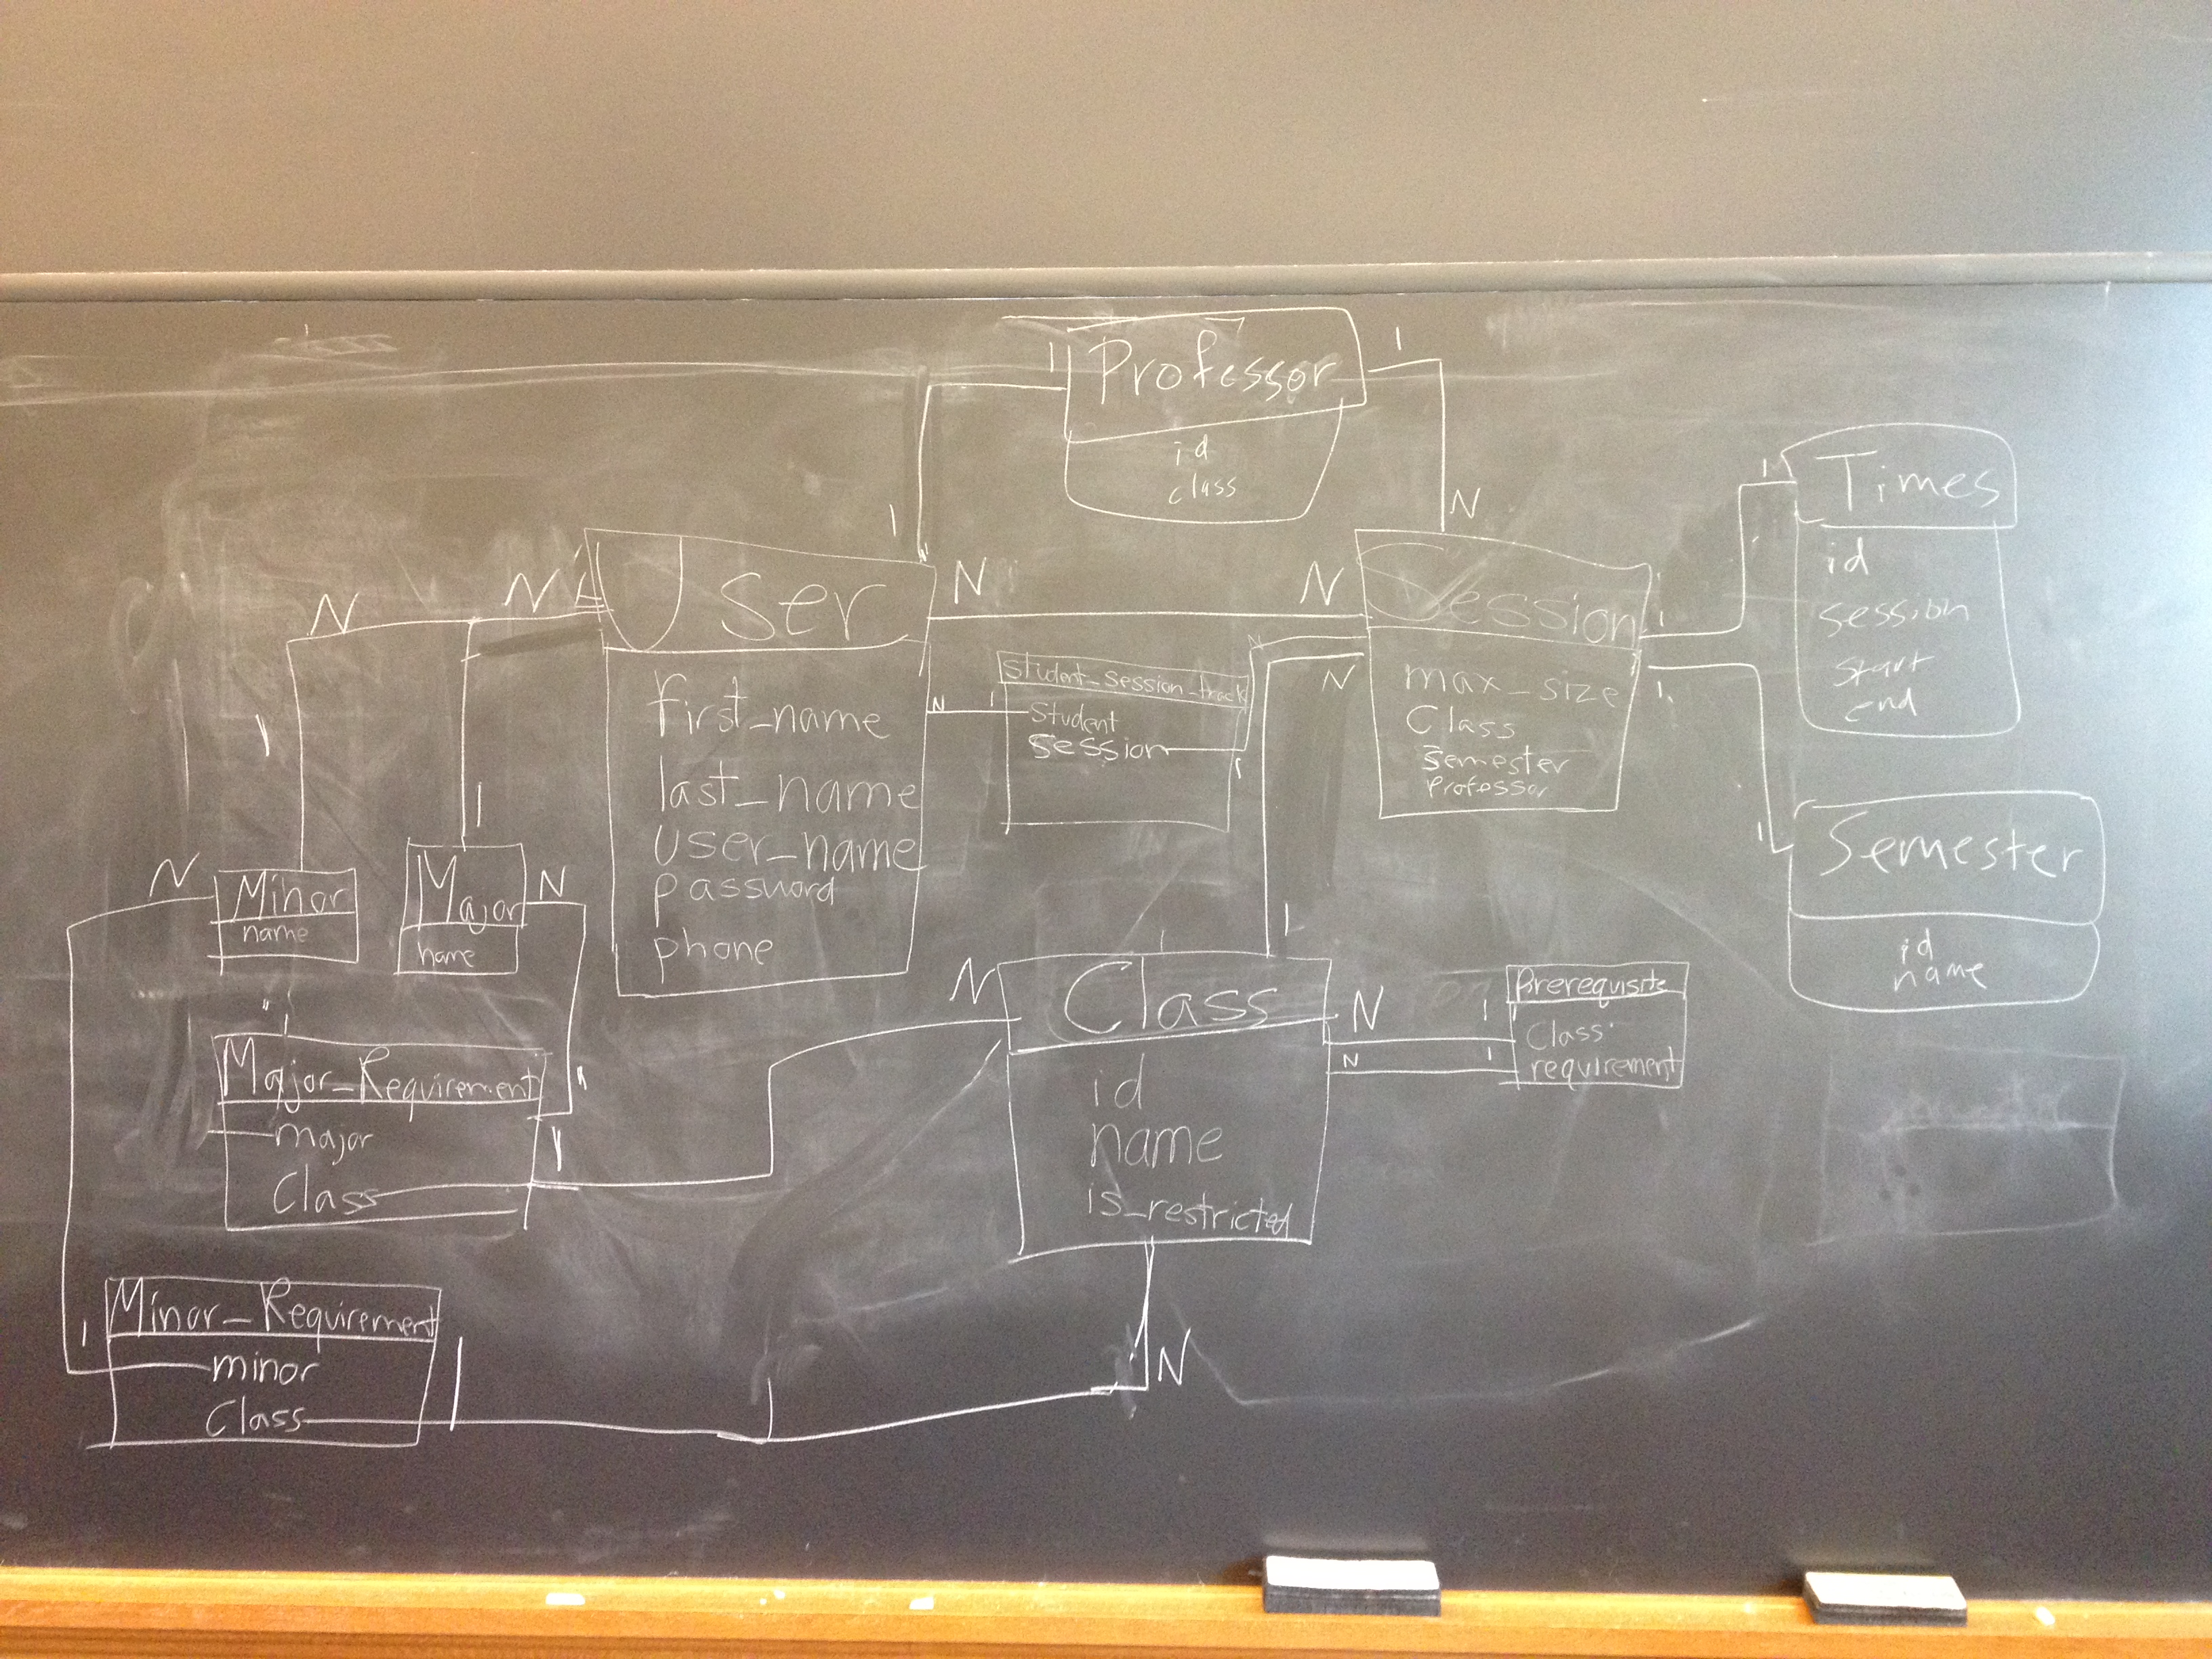 Professor
id
class
1
1
1
N
User
first_name
last_name
user_name
password
phone
N
N
N
N
Session
max_size
Class
Semester
Professor
1
1
Times
id
session
start
end
1
1
Semester
id
name
student_session_track
Student
Session
N
1
N
1
1
1
N
Minor
name
Major
name
N
Major_Requirement
major
Class
1
1
Minor_Requirement
minor
Class
1
1
N
Class
id
name
is_restricted
1
N
N
N
1
1
Prerequisite
Class
requirement
N